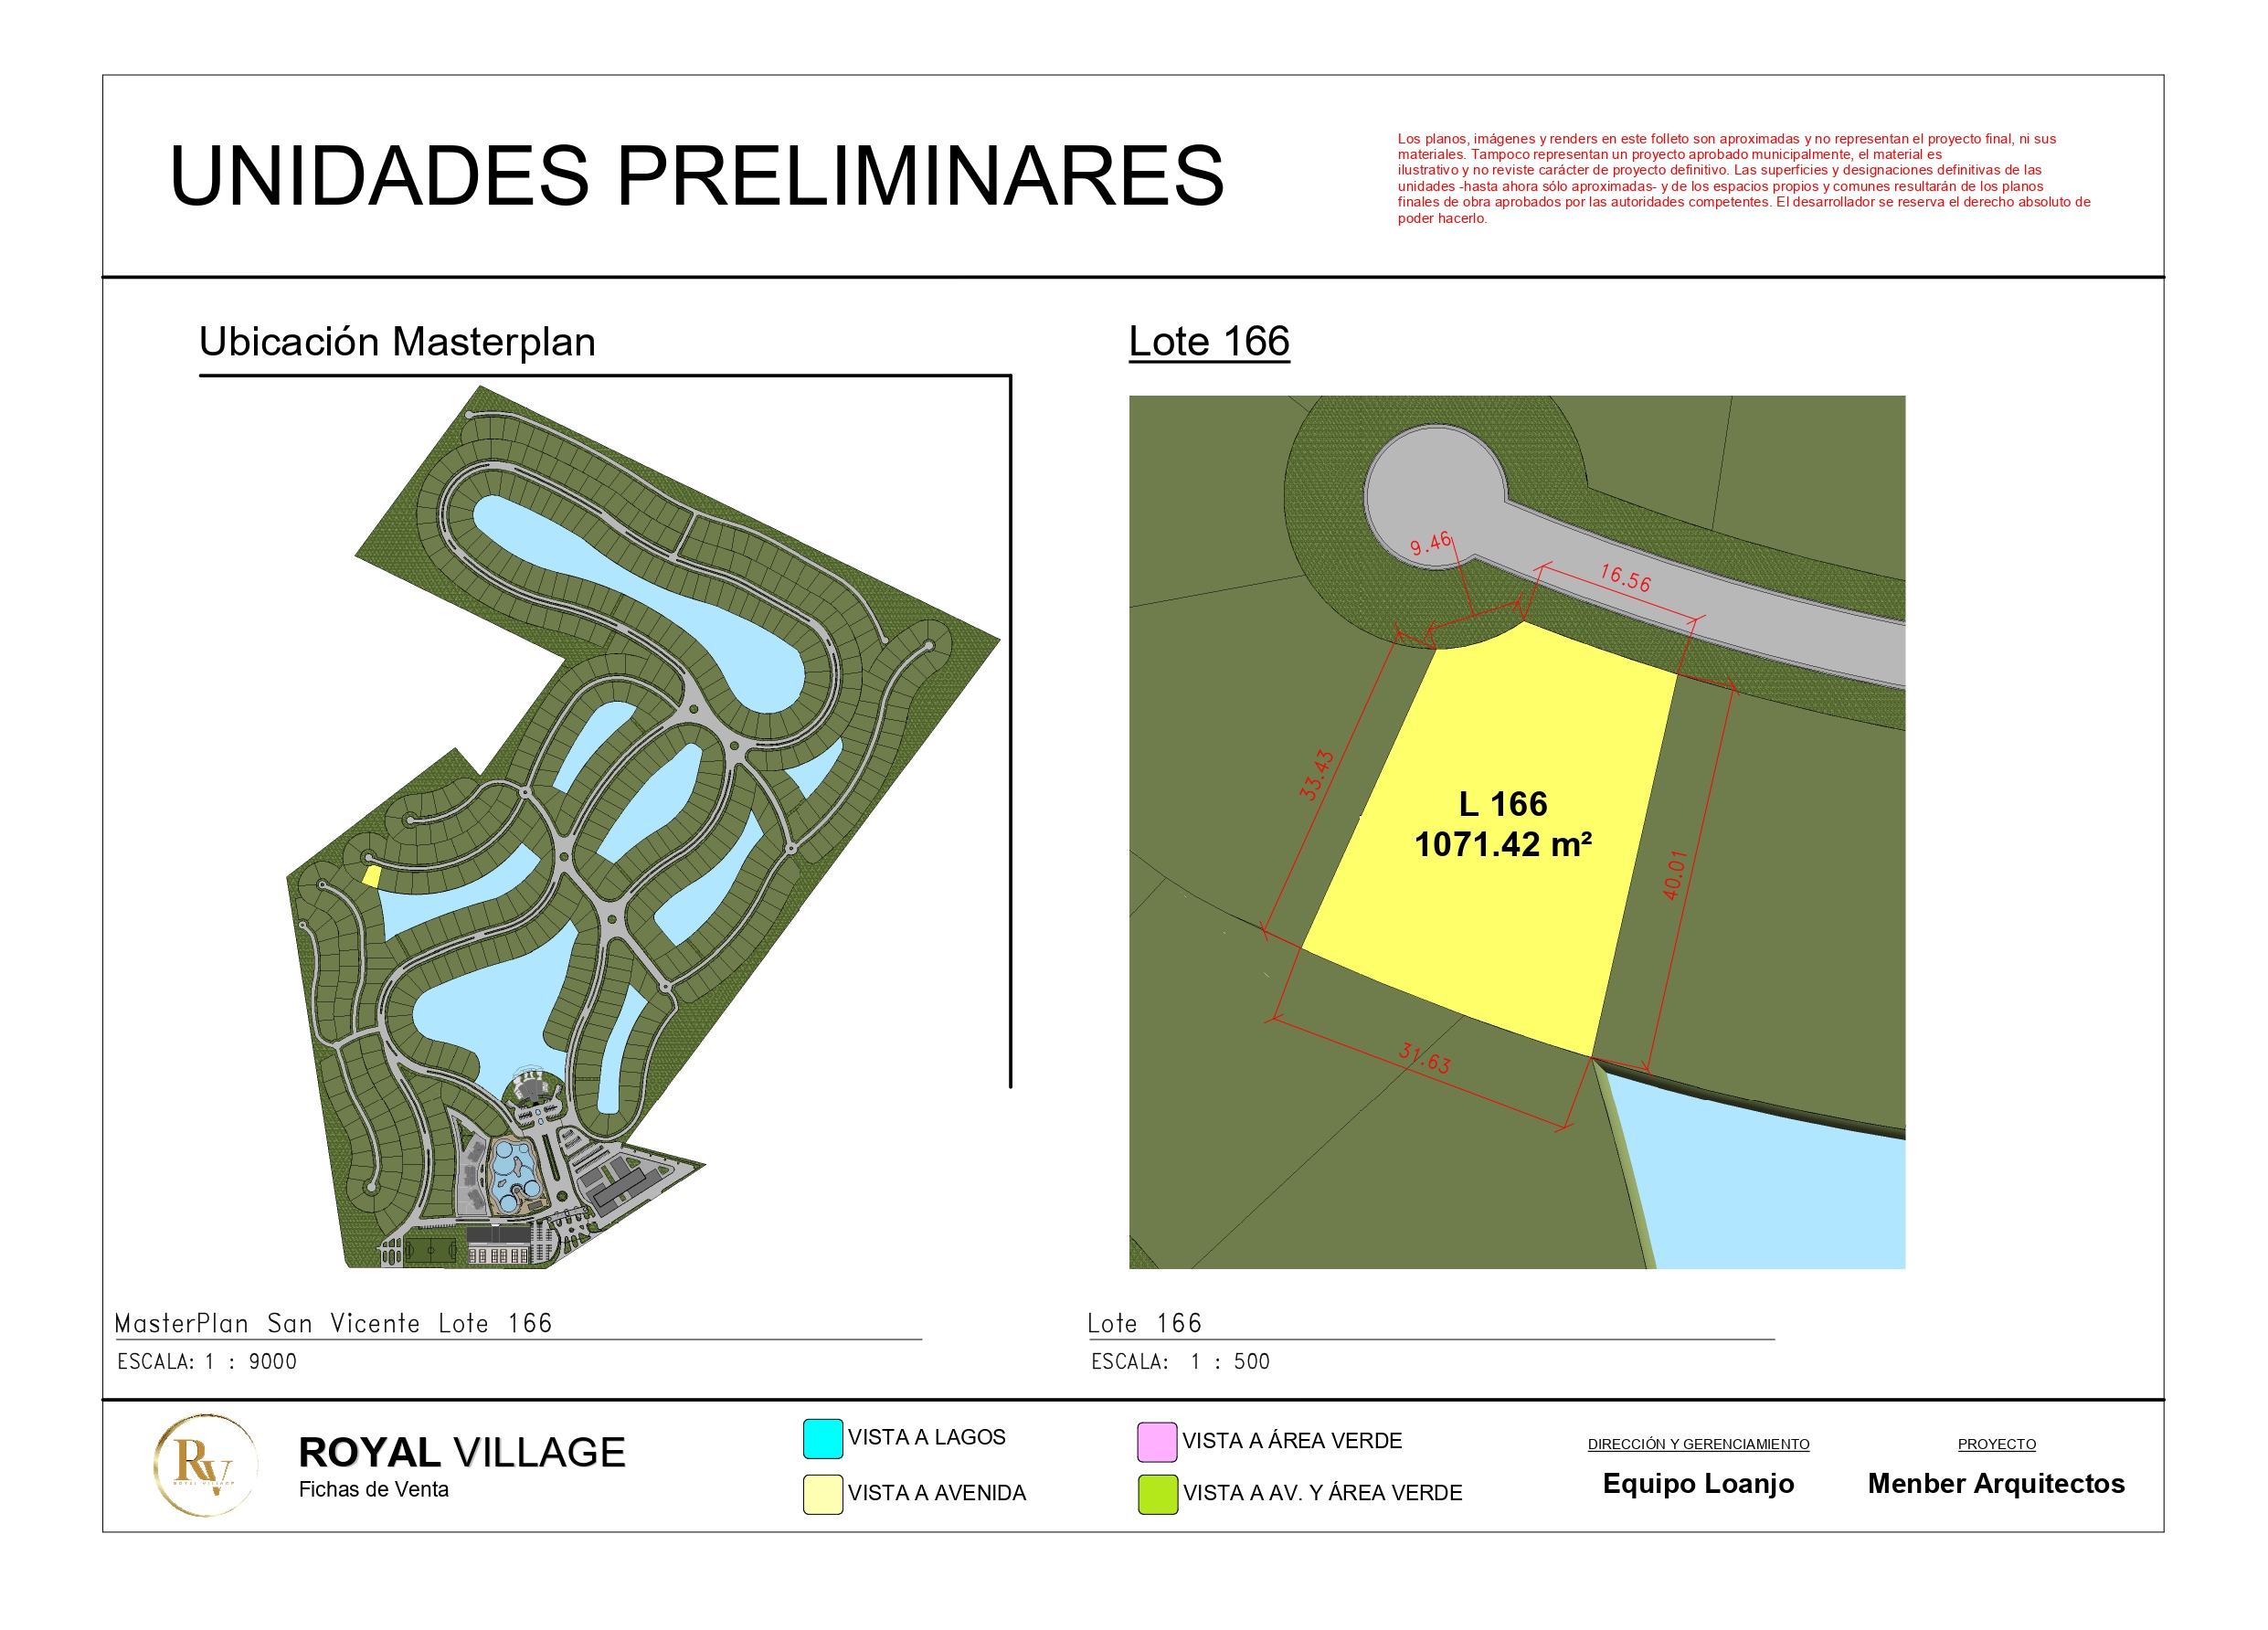 UNIDADES PRELIMINARES
Los planos, imágenes y renders en este folleto son aproximadas y no representan el proyecto final, ni sus
materiales. Tampoco representan un proyecto aprobado municipalmente, el material es
ilustrativo y no reviste carácter de proyecto definitivo. Las superficies y designaciones definitivas de las
unidades -hasta ahora sólo aproximadas- y de los espacios propios y comunes resultarán de los planos
finales de obra aprobados por las autoridades competentes. El desarrollador se reserva el derecho absoluto de
poder hacerlo.
Ubicación Masterplan
Lote 166
9.46
16.56
33.43
L 166
1071.42 m²
40.01
31.63
MasterPlan San Vicente Lote 166
ESCALA: 1 : 9000
Lote 166
ESCALA: 1 : 500
RV
ROYAL VILLAGE
ROYAL VILLAGE
Fichas de Venta
VISTA A LAGOS
VISTA A AVENIDA
VISTA A ÁREA VERDE
VISTA A AV. Y ÁREA VERDE
DIRECCIÓN Y GERENCIAMIENTO
Equipo Loanjo
PROYECTO
Menber Arquitectos